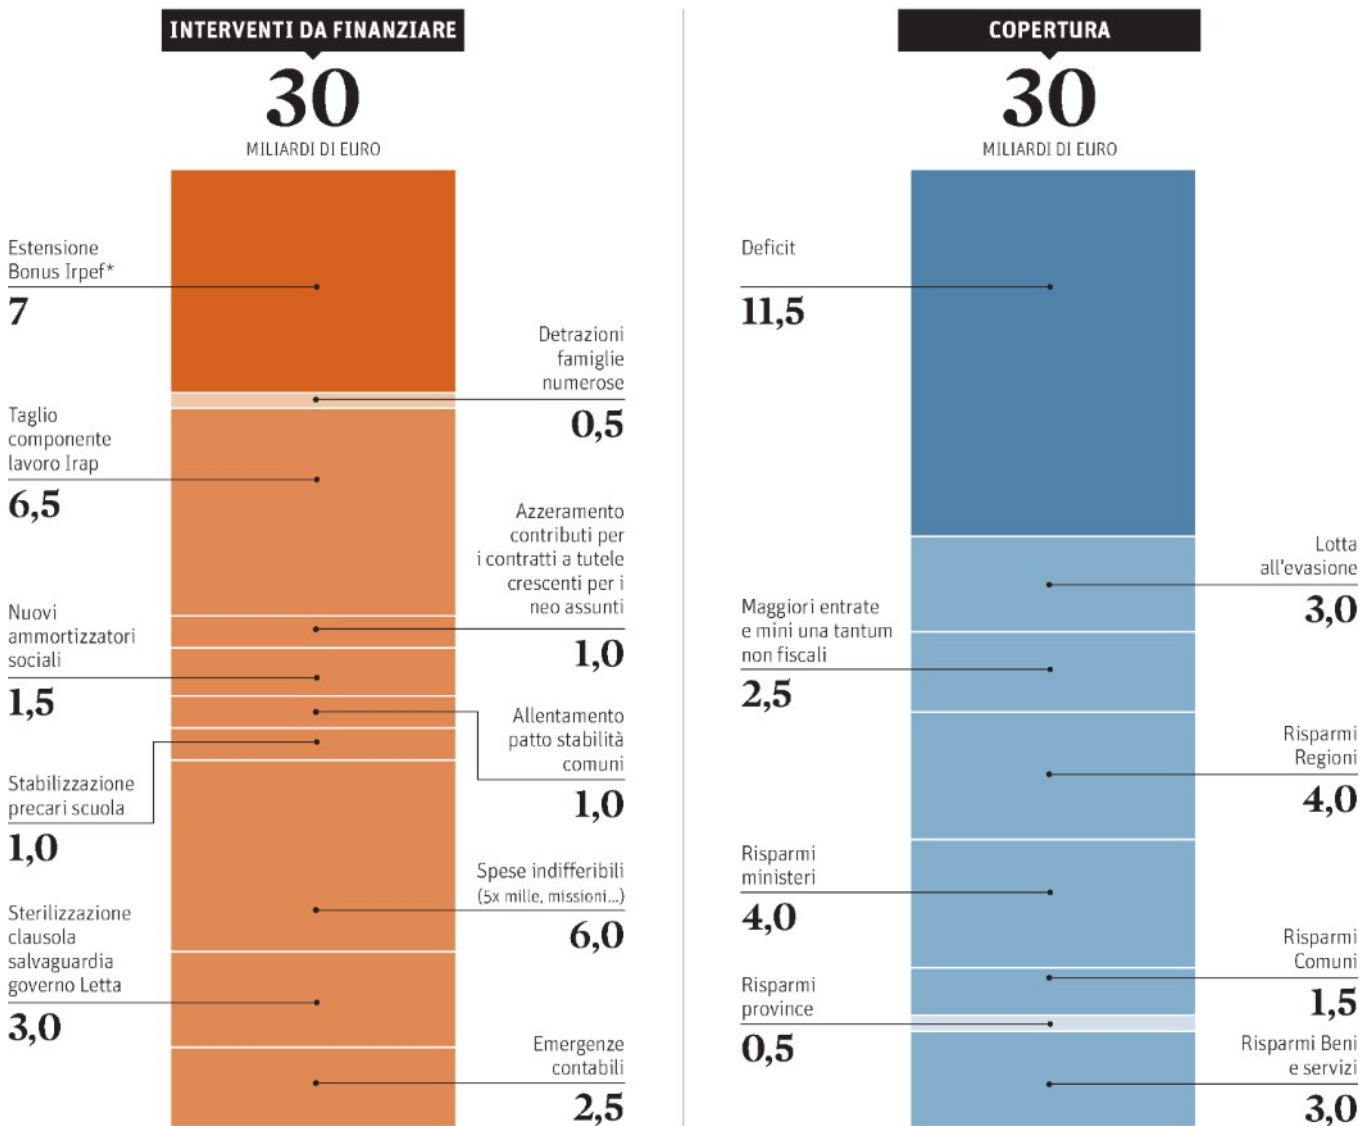 INTERVENTI DA FINANZIARE
30
MILIARDI DI EURO
Estensione
Bonus Irpef*
7
Detrazioni
famiglie
numerose
0,5
Taglio
componente
lavoro Irap
6,5
Azzeramento
contributi per
i contratti a tutele
crescenti per i
neo assunti
1,0
Nuovi
ammortizzatori
sociali
1,5
Allentamento
patto stabilità
comuni
1,0
Stabilizzazione
precari scuola
1,0
Spese indifferibili
(5x mille, missioni...)
6,0
Sterilizzazione
clausola
salvaguardia
governo Letta
3,0
Emergenze
contabili
2,5
COPERTURA
30
MILIARDI DI EURO
Deficit
11,5
Lotta
all'evasione
3,0
Maggiori entrate
e mini una tantum
non fiscali
2,5
Risparmi
Regioni
4,0
Risparmi
ministeri
4,0
Risparmi
Comuni
1,5
Risparmi
province
0,5
Risparmi Beni
e servizi
3,0